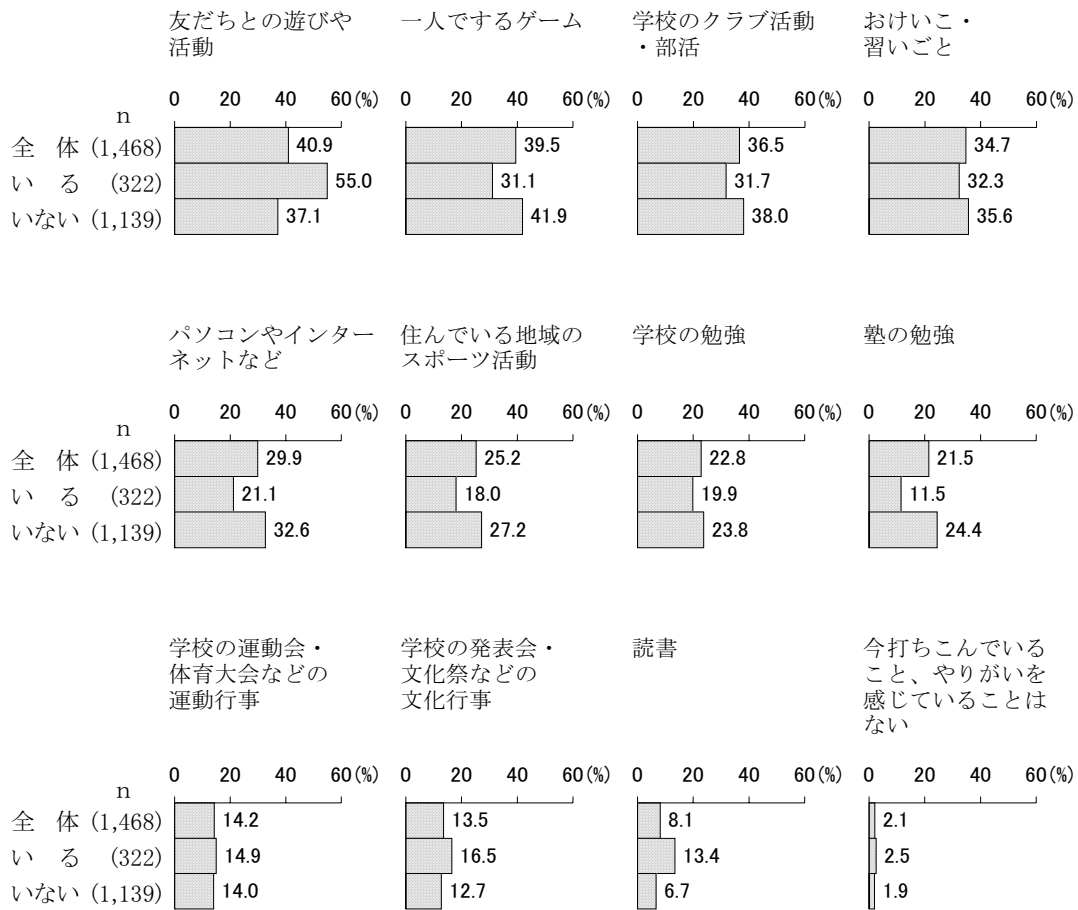 友だちとの遊びや
活動
一人でするゲーム
学校のクラブ活動
・部活
おけいこ・
習いごと
0 20 40 60(%) 0 20 40 60(%) 0 20 40 60(%) 0 20 40 60(%)
n
全 体 (1,468) 40.9 39.5 36.5 34.7
い る (322) 55.0 31.1 31.7 32.3
いない (1,139) 37.1 41.9 38.0 35.6
パソコンやインター
ネットなど
住んでいる地域の
スポーツ活動
学校の勉強
塾の勉強
0 20 40 60(%) 0 20 40 60(%) 0 20 40 60(%) 0 20 40 60(%)
n
全 体 (1,468) 29.9 25.2 22.8 21.5
い る (322) 21.1 18.0 19.9 11.5
いない (1,139) 32.6 27.2 23.8 24.4
学校の運動会・
体育大会などの
運動行事
学校の発表会・
文化祭などの
文化行事
読書
今打ちこんでいる
こと、やりがいを
感じていることは
ない
0 20 40 60(%) 0 20 40 60(%) 0 20 40 60(%) 0 20 40 60(%)
n
全 体 (1,468) 14.2 13.5 8.1 2.1
い る (322) 14.9 16.5 13.4 2.5
いない (1,139) 14.0 12.7 6.7 1.9